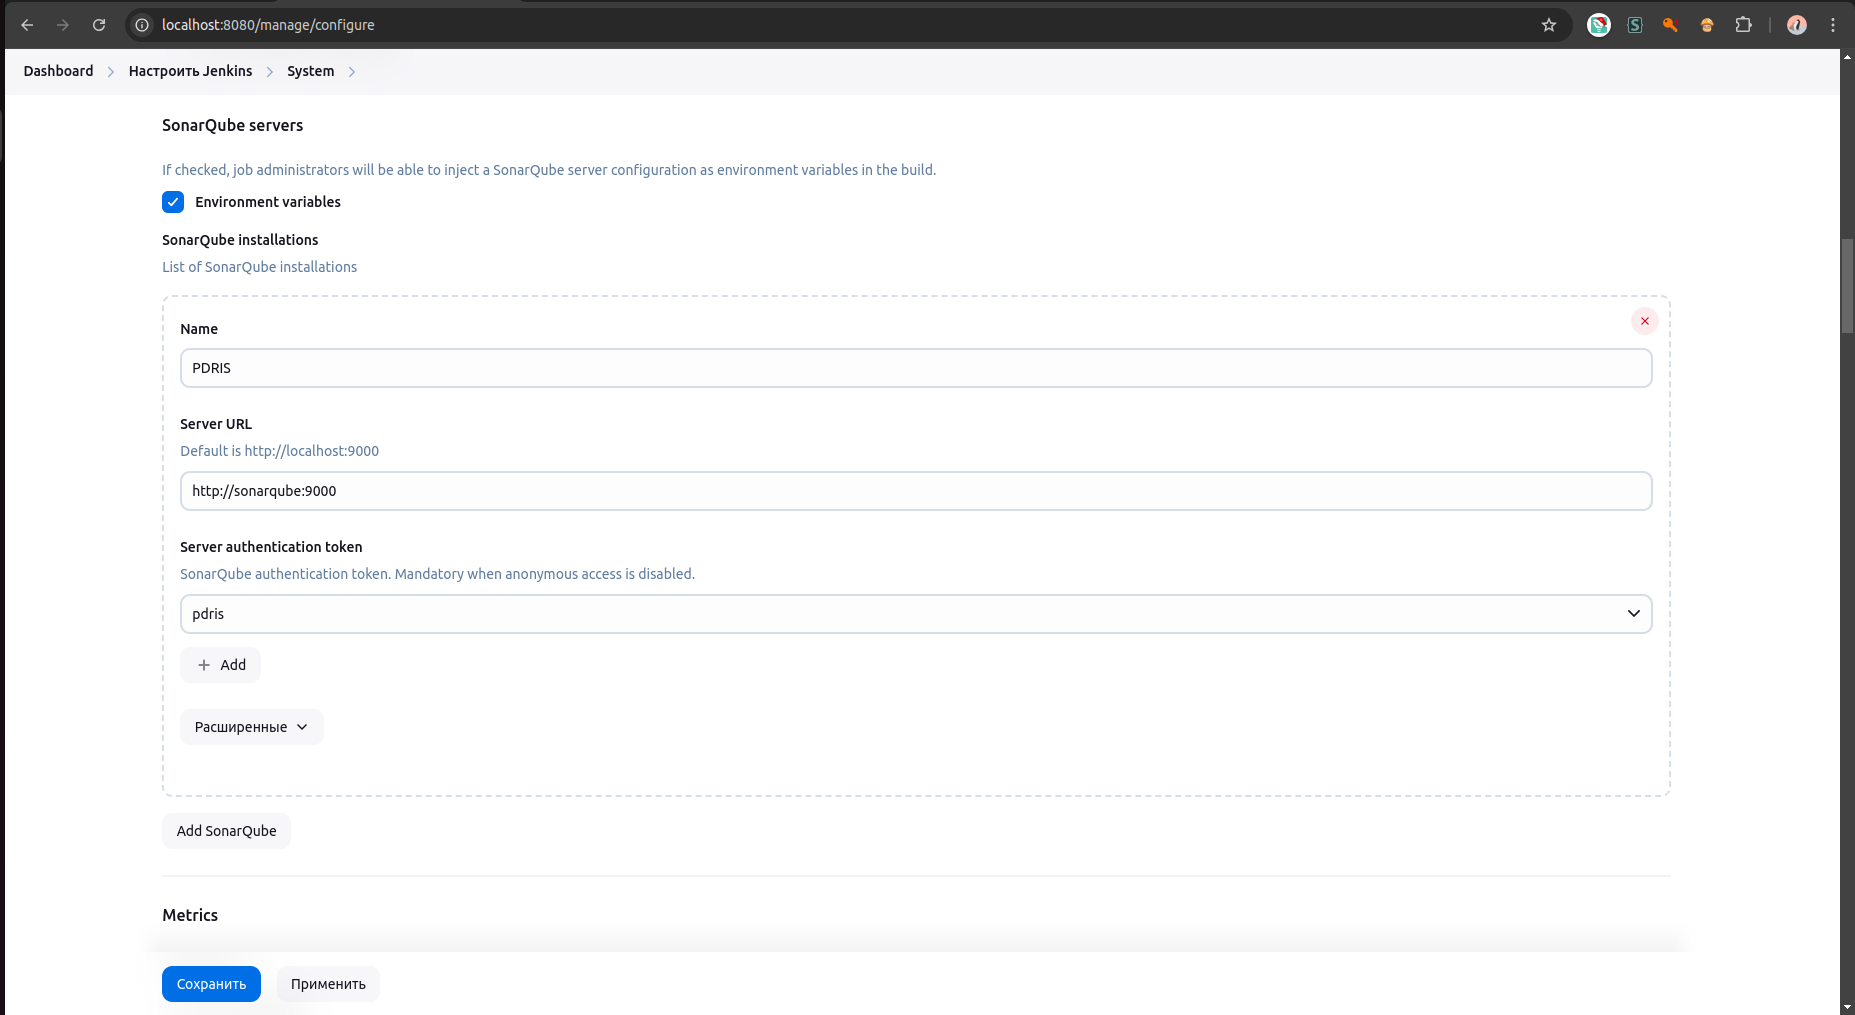 localhost:8080/manage/configure
Dashboard > Настроить Jenkins > System >
SonarQube servers
If checked, job administrators will be able to inject a SonarQube server configuration as environment variables in the build.
Environment variables
SonarQube installations
List of SonarQube installations
Name
PDRIS
Server URL
Default is http://localhost:9000
http://sonarqube:9000
Server authentication token
SonarQube authentication token. Mandatory when anonymous access is disabled.
pdris
+ Add
Расширенные
Add SonarQube
Metrics
Сохранить Применить